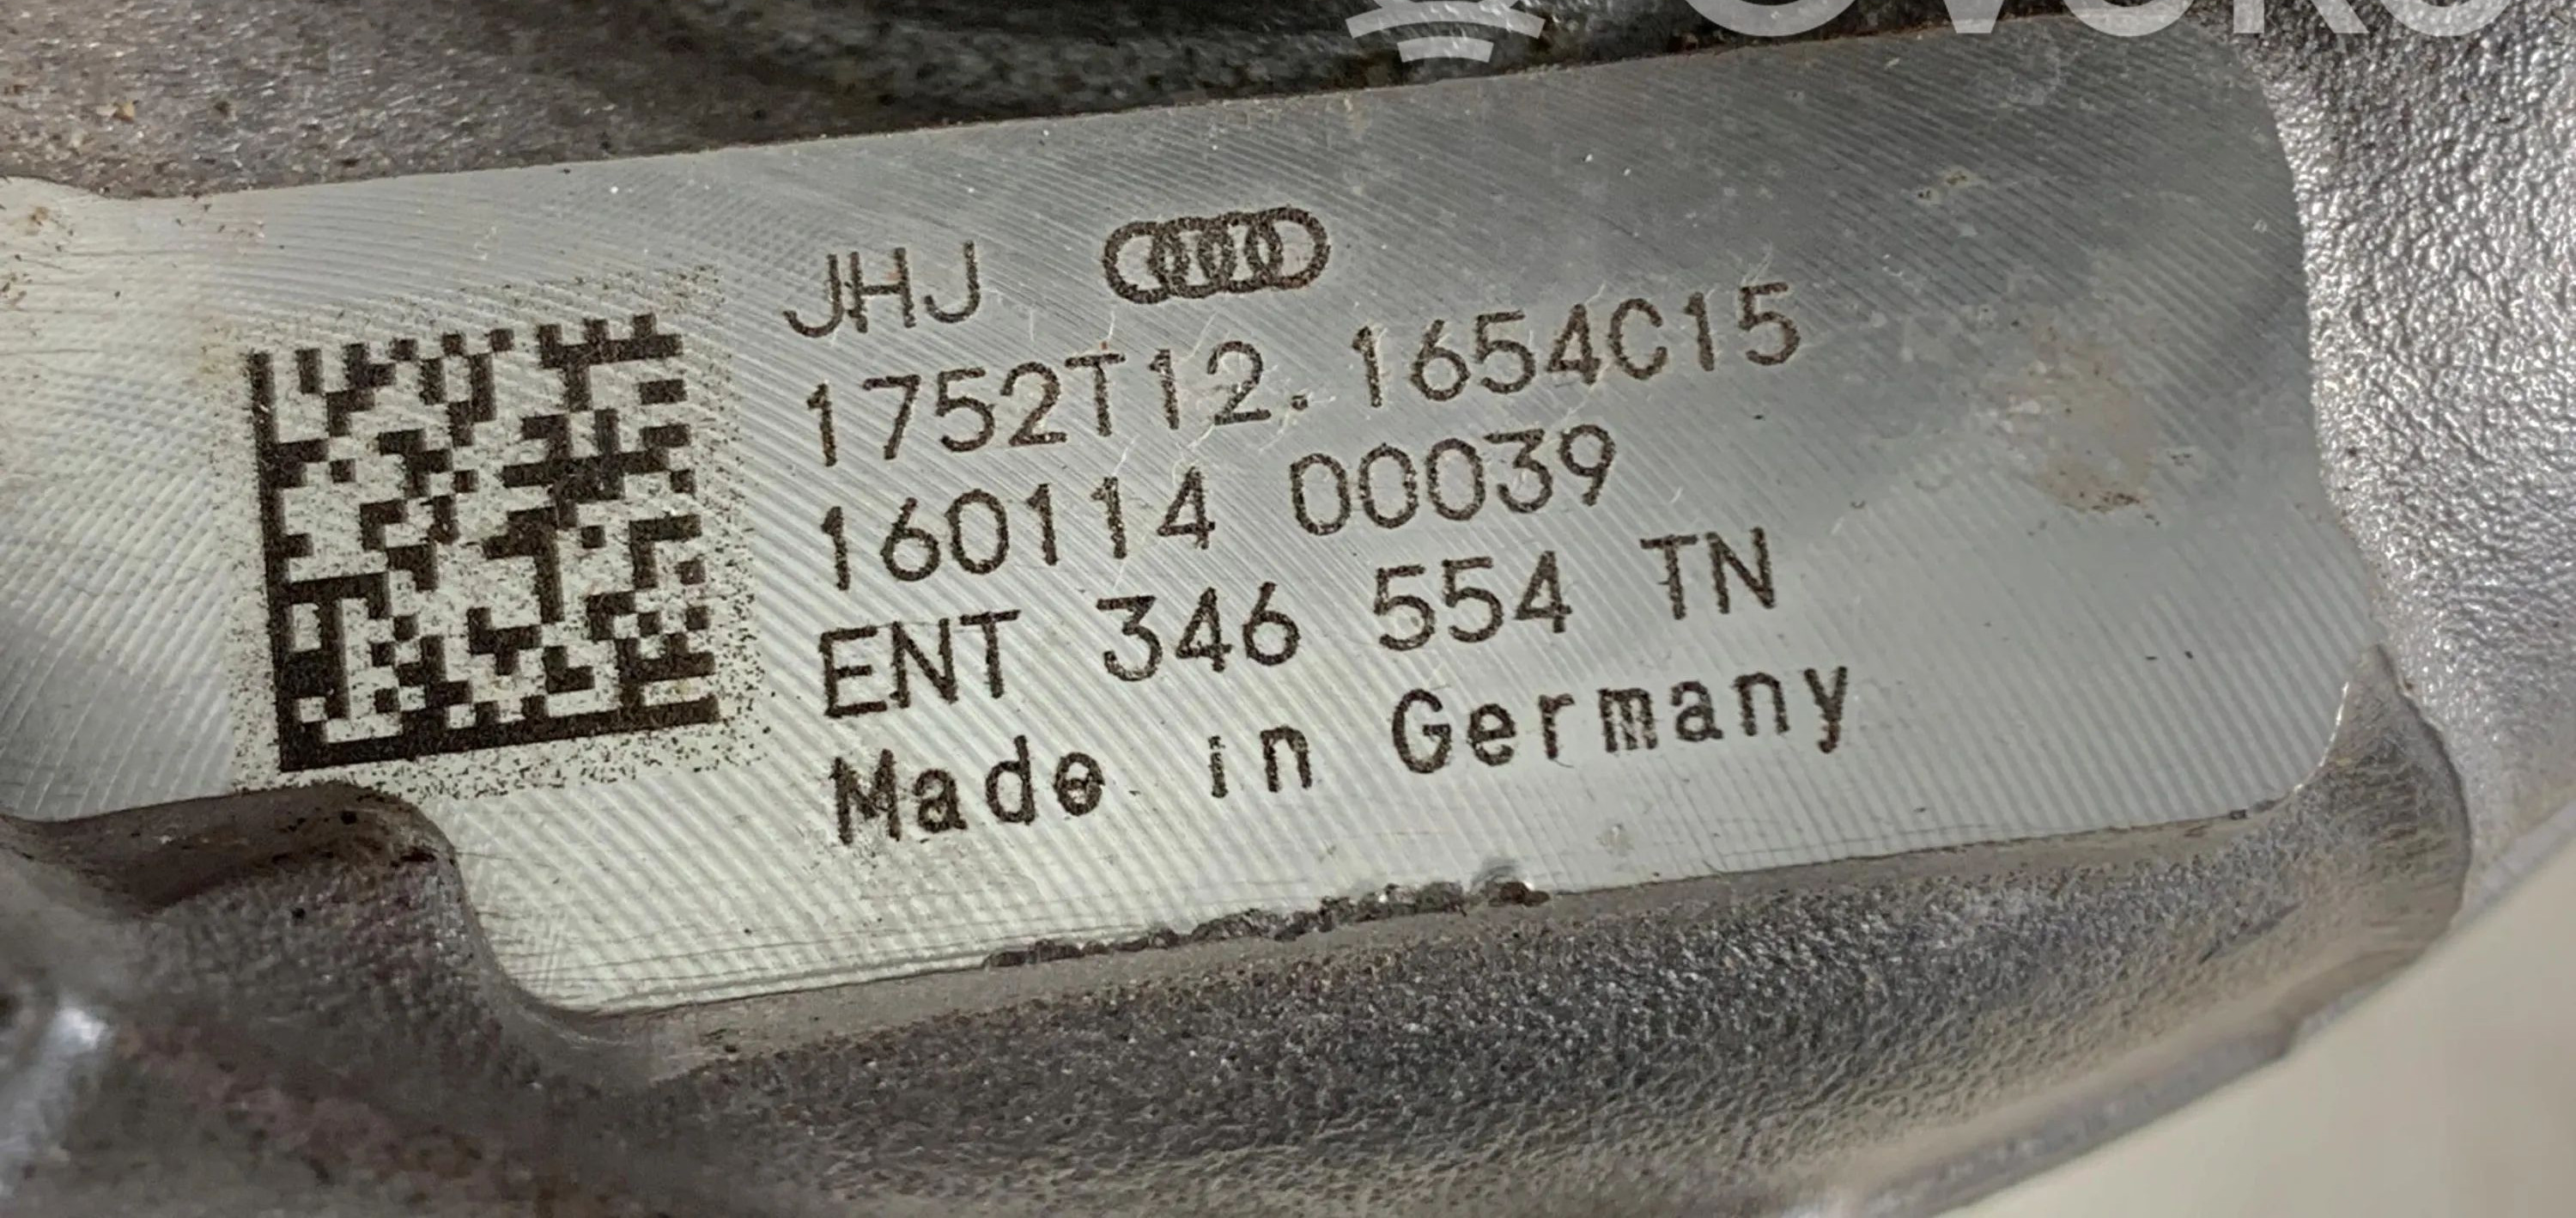 JHJ
1752T12.1654C15
160114 00039
ENT 346 554 TN
Made in Germany